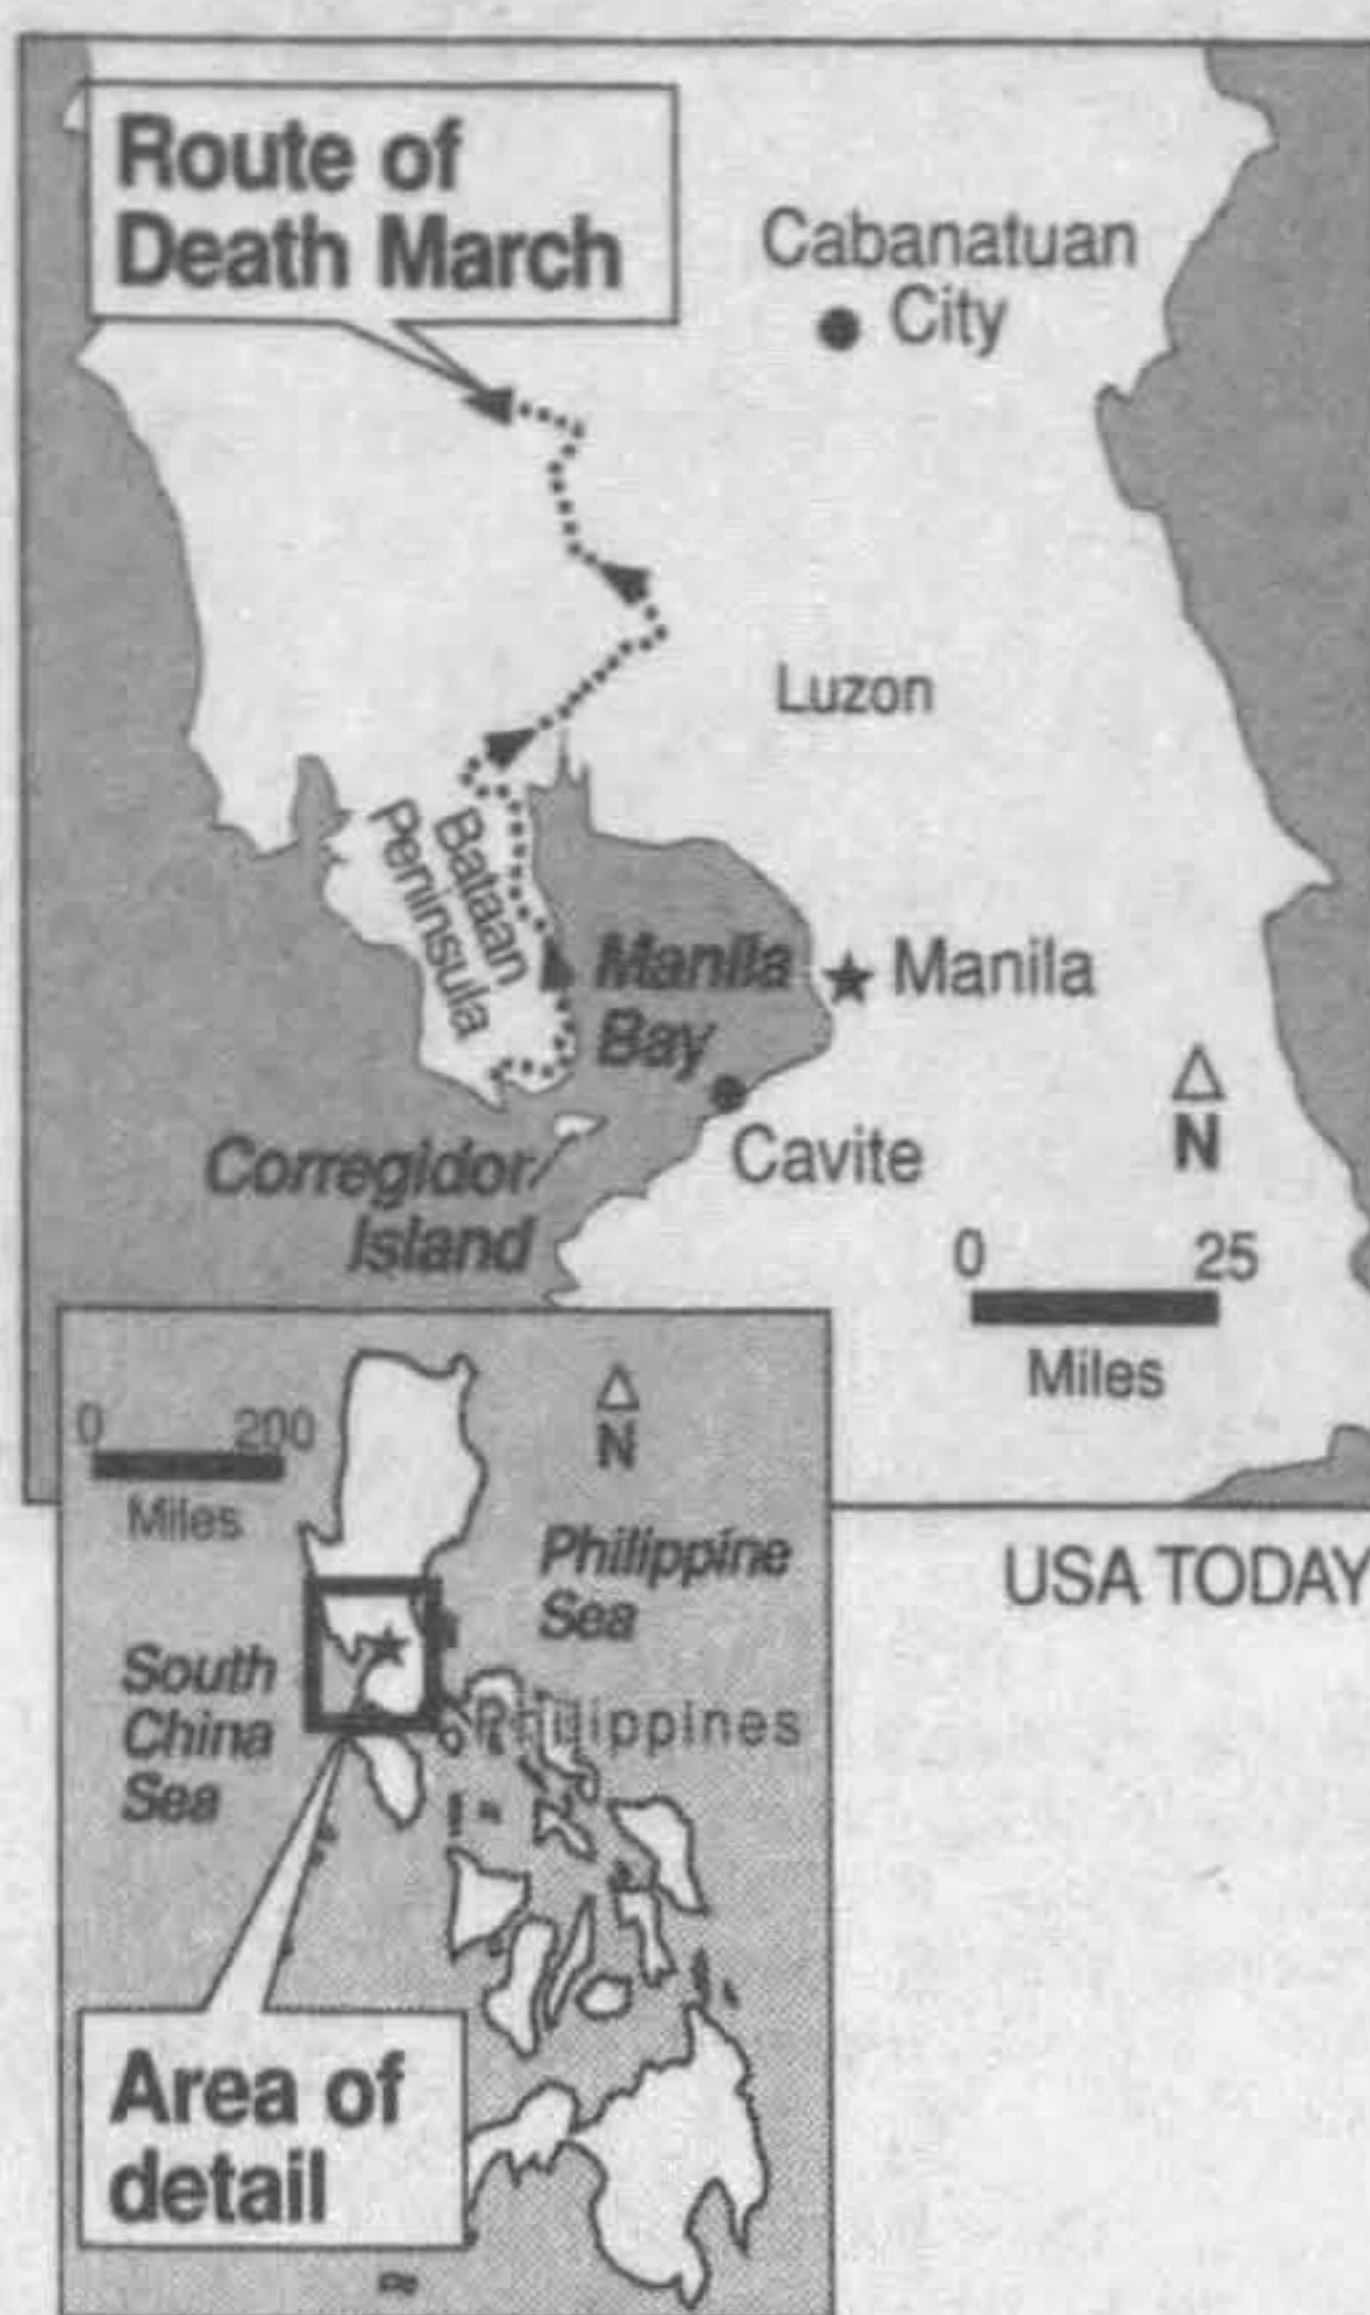 Route of
Death March
Cabanatuan
City
Luzon
Bataan
Peninsula
Manila
Bay
Manila
Corregidor
Island
Cavite
N
0 25
Miles
0 200
Miles
N
Philippine
Sea
South
China
Sea
Philippines
Area of
detail
USA TODAY